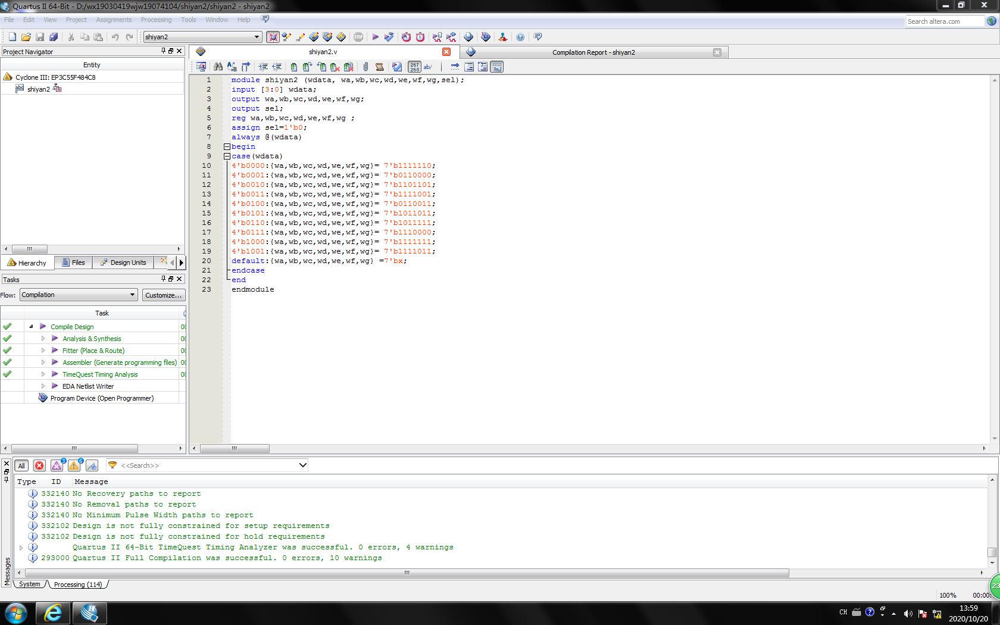 Quartus II 64-Bit - D:/wx19030419wjw19074104/shiyan2/shiyan2 - shiyan2
File Edit View Project Assignments Processing Tools Window Help
Search altera.com
shiyan2
STOP
Project Navigator
shiyan2.v
Compilation Report - shiyan2
Entity
Cyclone III: EP3C55F484C8
shiyan2
267
268
ab/
1 module shiyan2 (wdata, wa,wb,wc,wd,we,wf,wg,sel);
2 input [3:0] wdata;
3 output wa,wb,wc,wd,we,wf,wg;
4 output sel;
5 reg wa,wb,wc,wd,we,wf,wg ;
6 assign sel=1'b0;
7 always @(wdata)
8 begin
9 case(wdata)
10 4'b0000:{wa,wb,wc,wd,we,wf,wg}= 7'b1111110;
11 4'b0001:{wa,wb,wc,wd,we,wf,wg}= 7'b0110000;
12 4'b0010:{wa,wb,wc,wd,we,wf,wg}= 7'b1101101;
13 4'b0011:{wa,wb,wc,wd,we,wf,wg}= 7'b1111001;
14 4'b0100:{wa,wb,wc,wd,we,wf,wg}= 7'b0110011;
15 4'b0101:{wa,wb,wc,wd,we,wf,wg}= 7'b1011011;
16 4'b0110:{wa,wb,wc,wd,we,wf,wg}= 7'b1011111;
17 4'b0111:{wa,wb,wc,wd,we,wf,wg}= 7'b1110000;
18 4'b1000:{wa,wb,wc,wd,we,wf,wg}= 7'b1111111;
19 4'b1001:{wa,wb,wc,wd,we,wf,wg}= 7'b1111011;
20 default:{wa,wb,wc,wd,we,wf,wg} =7'bx;
21 endcase
22 end
23 endmodule
Hierarchy Files Design Units
Tasks
Flow: Compilation Customize...
Task
Compile Design 00
Analysis & Synthesis 00
Fitter (Place & Route) 00
Assembler (Generate programming files) 00
TimeQuest Timing Analysis 00
EDA Netlist Writer
Program Device (Open Programmer)
All 3 6 <<Search>>
Type ID Message
332140 No Recovery paths to report
332140 No Removal paths to report
332140 No Minimum Pulse Width paths to report
332102 Design is not fully constrained for setup requirements
332102 Design is not fully constrained for hold requirements
Quartus II 64-Bit TimeQuest Timing Analyzer was successful. 0 errors, 4 warnings
293000 Quartus II Full Compilation was successful. 0 errors, 10 warnings
Messages
System Processing (114)
23
100% 00:00:
CH
13:59
2020/10/20